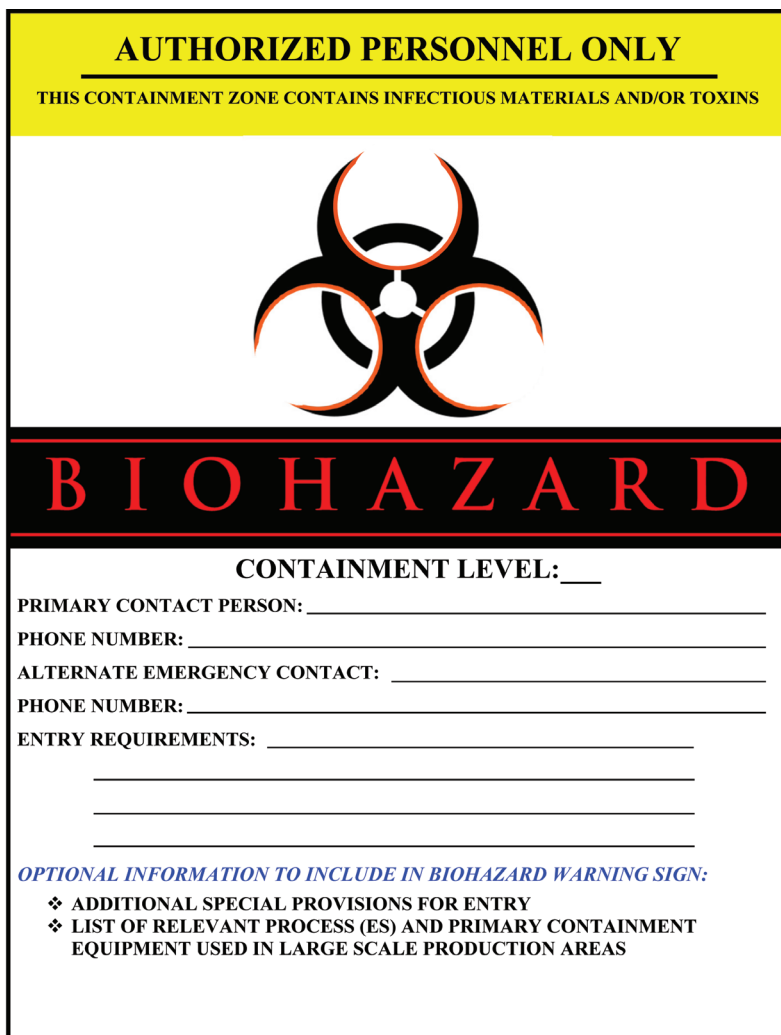 AUTHORIZED PERSONNEL ONLY
THIS CONTAINMENT ZONE CONTAINS INFECTIOUS MATERIALS AND/OR TOXINS
BIOHAZARD
CONTAINMENT LEVEL:___
PRIMARY CONTACT PERSON:
PHONE NUMBER:
ALTERNATE EMERGENCY CONTACT:
PHONE NUMBER:
ENTRY REQUIREMENTS:
OPTIONAL INFORMATION TO INCLUDE IN BIOHAZARD WARNING SIGN:
❖ ADDITIONAL SPECIAL PROVISIONS FOR ENTRY
❖ LIST OF RELEVANT PROCESS (ES) AND PRIMARY CONTAINMENT
EQUIPMENT USED IN LARGE SCALE PRODUCTION AREAS